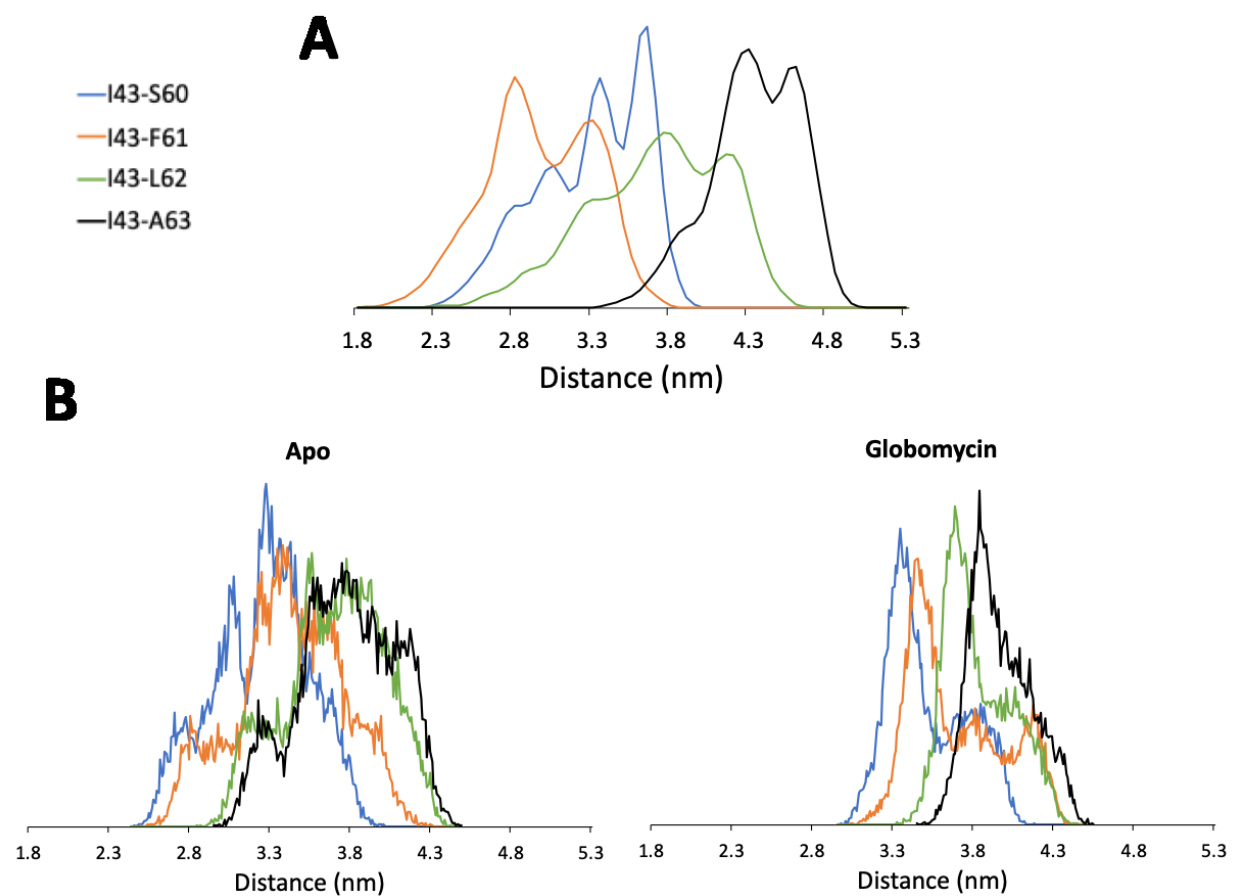 A
I43-S60
I43-F61
I43-L62
I43-A63
1.8 2.3 2.8 3.3 3.8 4.3 4.8 5.3
Distance (nm)
B
Apo
Globomycin
1.8 2.3 2.8 3.3 3.8 4.3 4.8 5.3
1.8 2.3 2.8 3.3 3.8 4.3 4.8 5.3
Distance (nm)
Distance (nm)